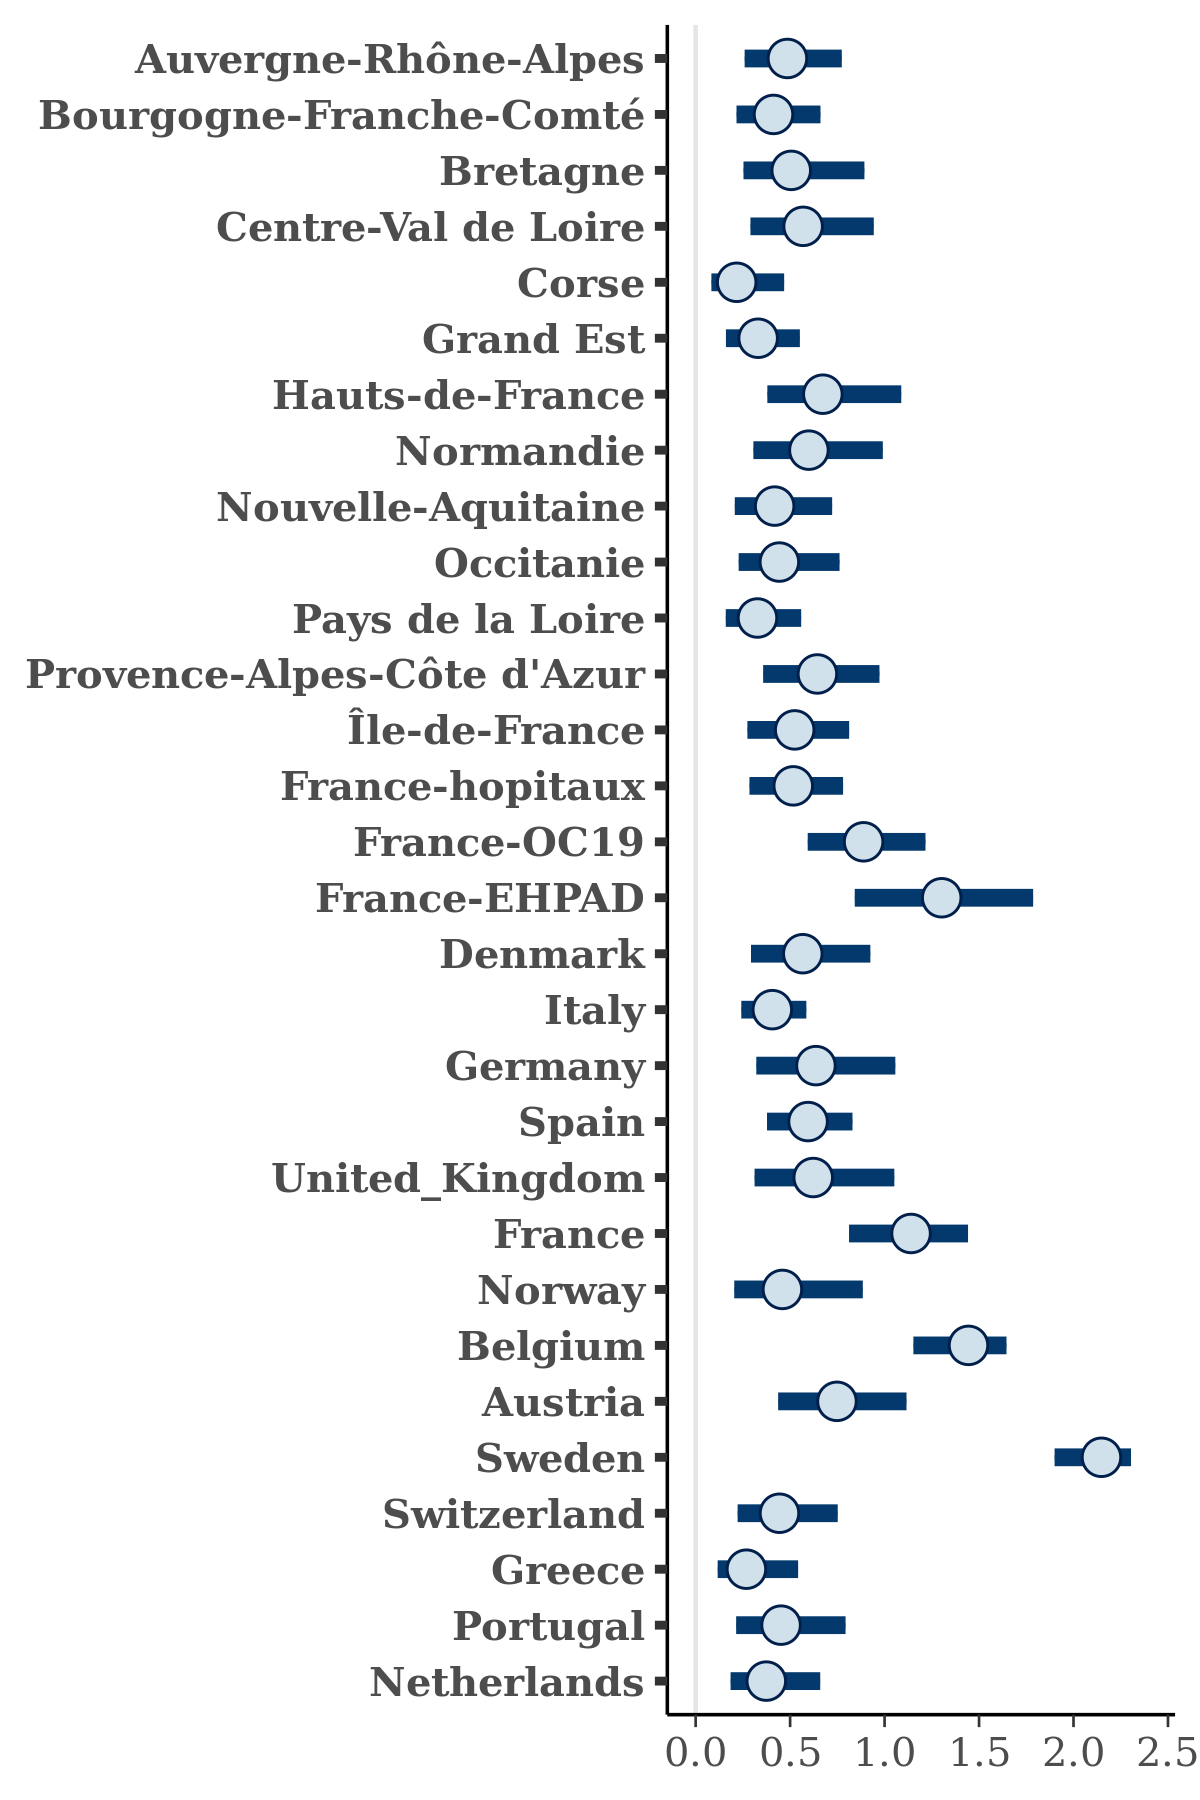 Auvergne-Rhône-Alpes
Bourgogne-Franche-Comté
Bretagne
Centre-Val de Loire
Corse
Grand Est
Hauts-de-France
Normandie
Nouvelle-Aquitaine
Occitanie
Pays de la Loire
Provence-Alpes-Côte d'Azur
Île-de-France
France-hopitaux
France-OC19
France-EHPAD
Denmark
Italy
Germany
Spain
United_Kingdom
France
Norway
Belgium
Austria
Sweden
Switzerland
Greece
Portugal
Netherlands
0.0 0.5 1.0 1.5 2.0 2.5